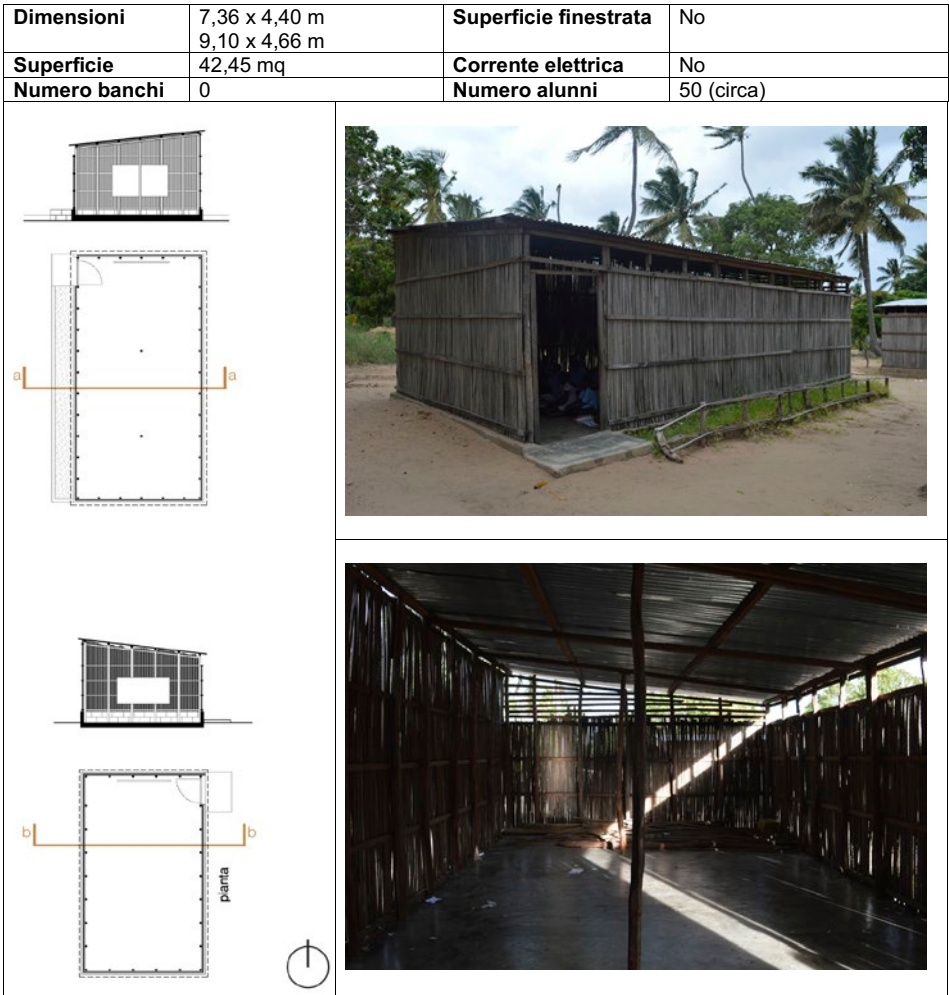 Dimensioni 7,36 x 4,40 m Superficie finestrata No
9,10 x 4,66 m
Superficie 42,45 mq Corrente elettrica No
Numero banchi 0 Numero alunni 50 (circa)
a a
b b
pianta